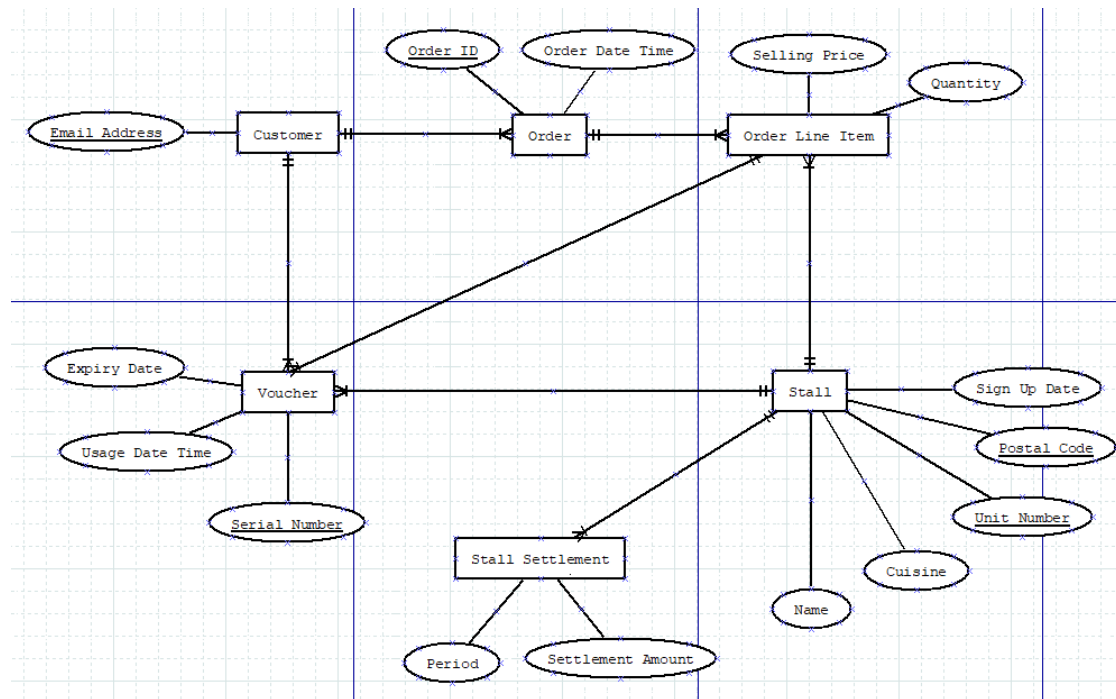 Order ID
Order Date Time
Selling Price
Quantity
Email Address
Customer
Order
Order Line Item
Expiry Date
Voucher
Stall
Sign Up Date
Usage Date Time
Postal Code
Serial Number
Unit Number
Stall Settlement
Cuisine
Name
Period
Settlement Amount